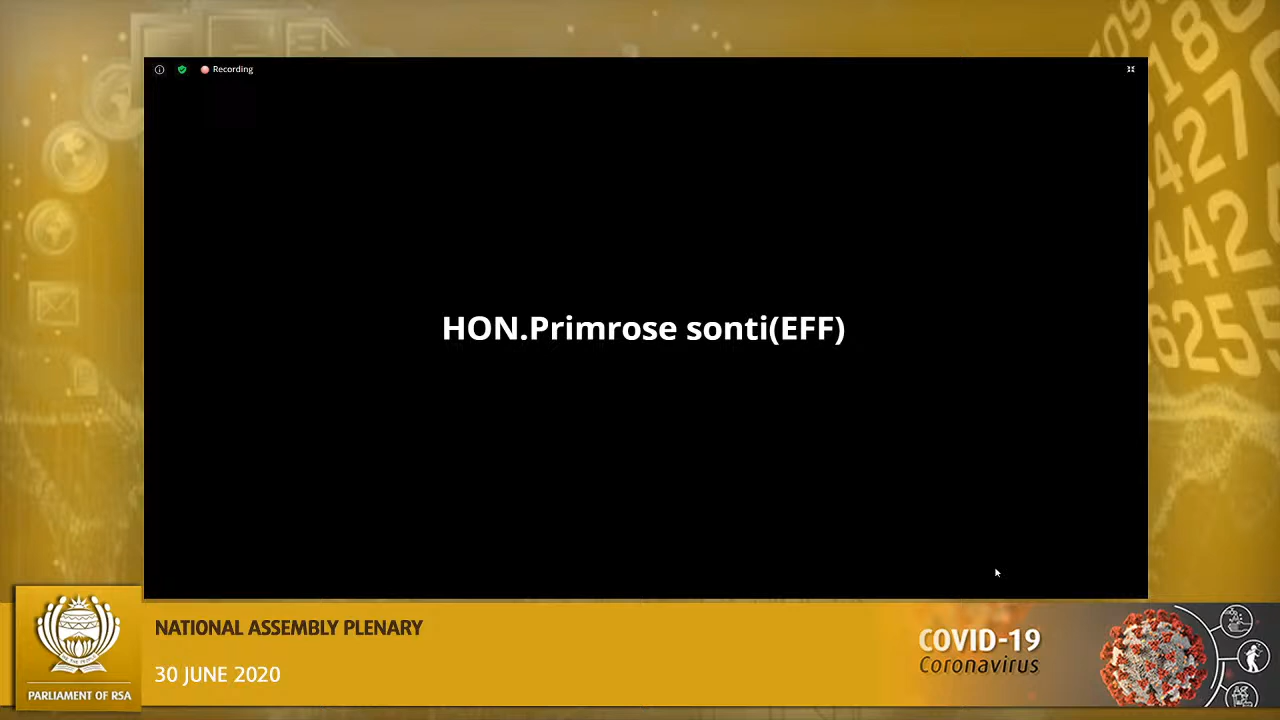 Recording
HON.Primrose sonti(EFF)
NATIONAL ASSEMBLY PLENARY
30 JUNE 2020
PARLIAMENT OF RSA
COVID-19
Coronavirus